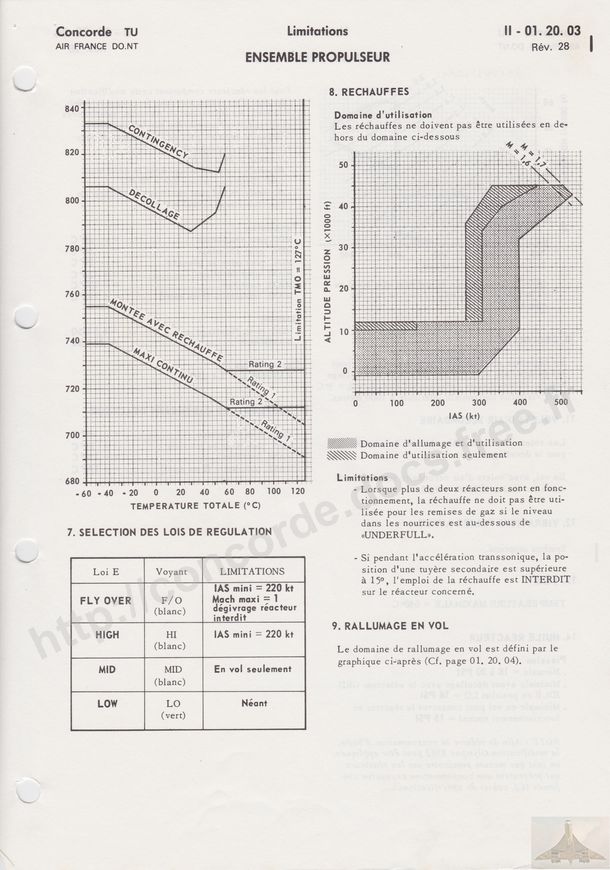 Concorde TU
AIR FRANCE DO.NT
Limitations
ENSEMBLE PROPULSEUR
II - 01. 20. 03
Rév. 28
840
820
800
780
760
740
720
700
680
CONTINGENCY
DECOLLAGE
MONTEE AVEC RECHAUFFE
MAXI CONTINU
Limitation TMO = 127°C
Rating 2
Rating 1
Rating 2
Rating 1
-60 -40 -20 0 20 30 40 60 80 100 120
TEMPERATURE TOTALE (°C)
7. SELECTION DES LOIS DE REGULATION
Loi E Voyant LIMITATIONS
FLY OVER F/O (blanc) IAS mini = 220 kt
Mach maxi = 1
dégivrage réacteur
interdit
HIGH HI (blanc) IAS mini = 220 kt
MID MID (blanc) En vol seulement
LOW LO (vert) Néant
8. RECHAUFFES
Domaine d'utilisation
Les réchauffes ne doivent pas être utilisées en de-
hors du domaine ci-dessous
M = 1,7
M = 1,6
50
40
30
20
10
0
ALTITUDE PRESSION (×1000 ft)
0 100 200 300 400 500
IAS (kt)
Domaine d'allumage et d'utilisation
Domaine d'utilisation seulement
Limitations
- Lorsque plus de deux réacteurs sont en fonc-
tionnement, la réchauffe ne doit pas être uti-
lisée pour les remises de gaz si le niveau
dans les nourrices est au-dessous de
«UNDERFULL».
- Si pendant l'accélération transsonique, la po-
sition d'une tuyère secondaire est supérieure
à 15°, l'emploi de la réchauffe est INTERDIT
sur le réacteur concerné.
9. RALLUMAGE EN VOL
Le domaine de rallumage en vol est défini par le
graphique ci-après (Cf. page 01. 20. 04).
http://concorde.docs.free.fr